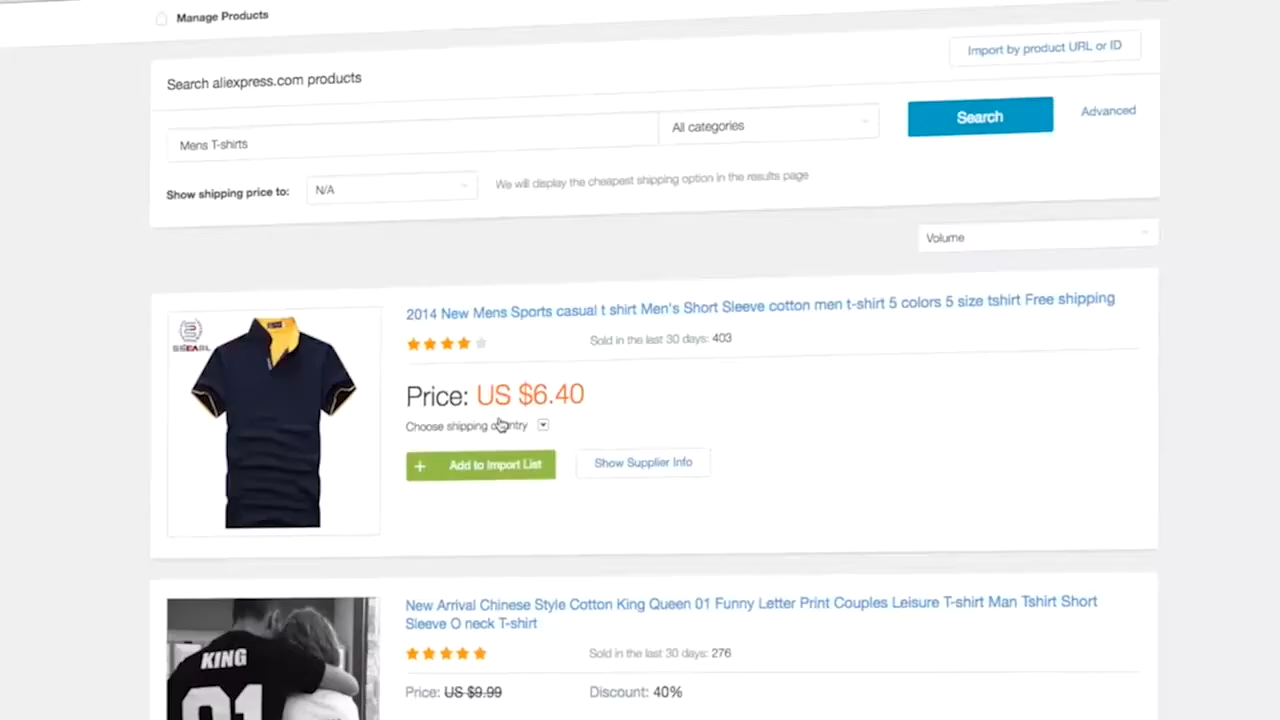 Manage Products
Import by product URL or ID
Search aliexpress.com products
Mens T-shirts
All categories
Search
Advanced
Show shipping price to:
N/A
We will display the cheapest shipping option in the results page
Volume
2014 New Mens Sports casual t shirt Men's Short Sleeve cotton men t-shirt 5 colors 5 size tshirt Free shipping
Sold in the last 30 days: 403
Price: US $6.40
Choose shipping country
+ Add to Import List
Show Supplier Info
New Arrival Chinese Style Cotton King Queen 01 Funny Letter Print Couples Leisure T-shirt Man Tshirt Short
Sleeve O neck T-shirt
Sold in the last 30 days: 276
Price: US $9.99
Discount: 40%
KING
01